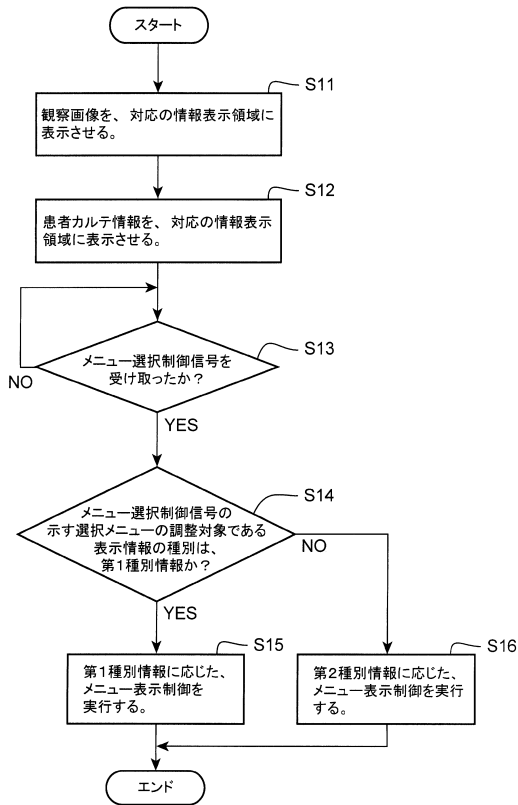 スタート
S11
観察画像を、対応の情報表示領域に
表示させる。
S12
患者カルテ情報を、対応の情報表示
領域に表示させる。
S13
メニュー選択制御信号を
受け取ったか？
NO
YES
S14
メニュー選択制御信号の
示す選択メニューの調整対象である
表示情報の種別は、
第1種別情報か？
NO
YES
S15
第1種別情報に応じた、
メニュー表示制御を
実行する。
S16
第2種別情報に応じた、
メニュー表示制御を実行
する。
エンド